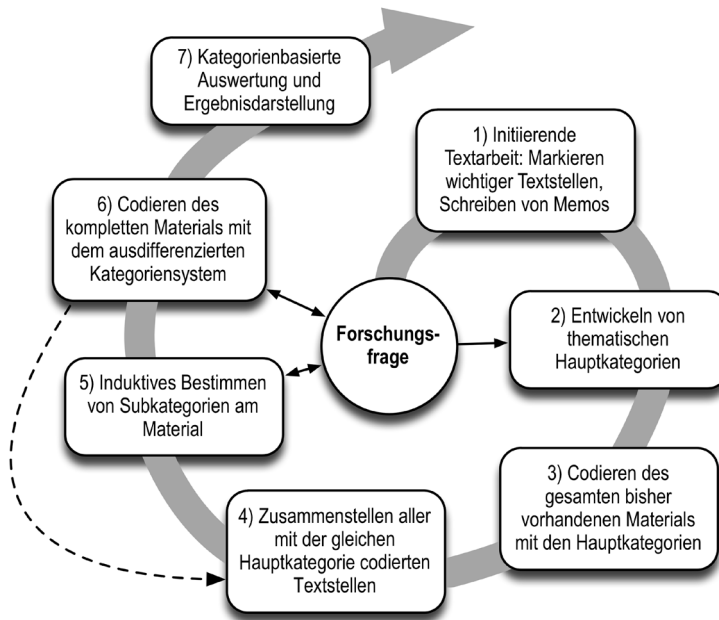 7) Kategorienbasierte
Auswertung und
Ergebnisdarstellung
1) Initiierende
Textarbeit: Markieren
wichtiger Textstellen,
Schreiben von Memos
6) Codieren des
kompletten Materials mit
dem ausdifferenzierten
Kategoriensystem
Forschungs-
frage
2) Entwickeln von
thematischen
Hauptkategorien
5) Induktives Bestimmen
von Subkategorien am
Material
3) Codieren des
gesamten bisher
vorhandenen Materials
mit den Hauptkategorien
4) Zusammenstellen aller
mit der gleichen
Hauptkategorie codierten
Textstellen